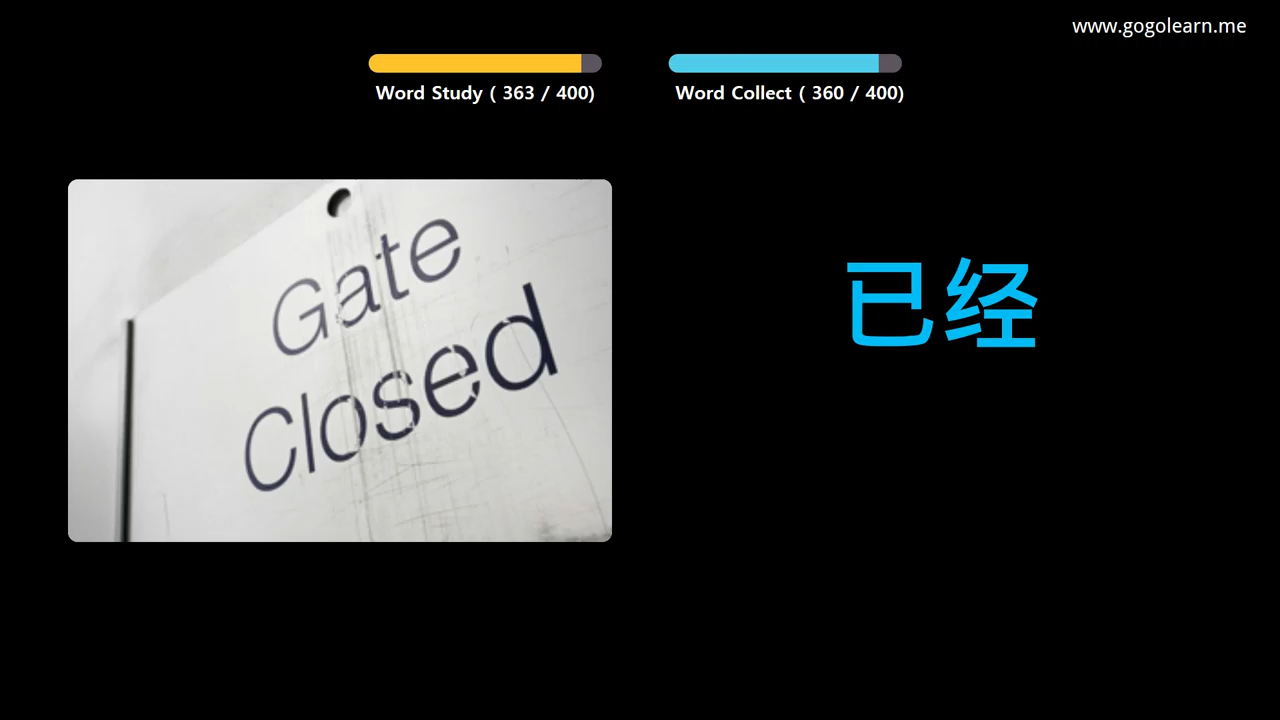 www.gogolearn.me
Word Study ( 363 / 400)
Word Collect ( 360 / 400)
Gate
Closed
已经